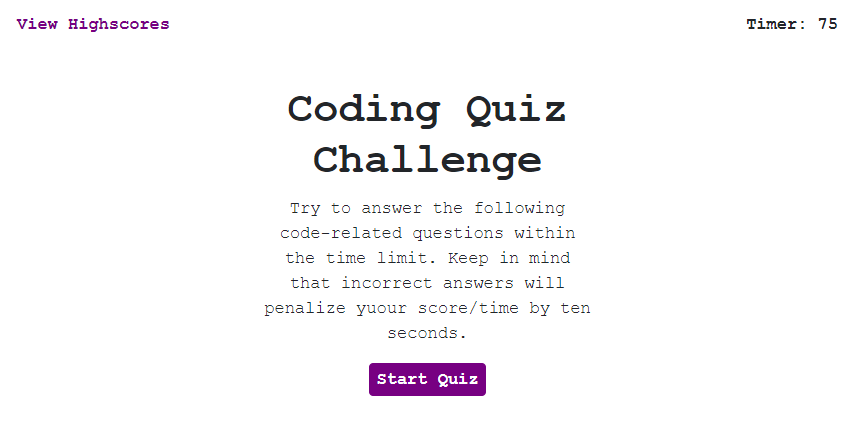 View Highscores
Timer: 75
Coding Quiz
Challenge
Try to answer the following
code-related questions within
the time limit. Keep in mind
that incorrect answers will
penalize yuour score/time by ten
seconds.
Start Quiz